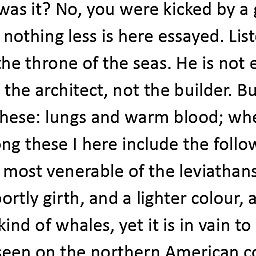 was it? No, you were kicked by a
nothing less is here essayed. List
the throne of the seas. He is not e
the architect, not the builder. Bu
hese: lungs and warm blood; whe
ong these I here include the follow
most venerable of the leviathans
portly girth, and a lighter colour, a
kind of whales, yet it is in vain to
seen on the northern American co